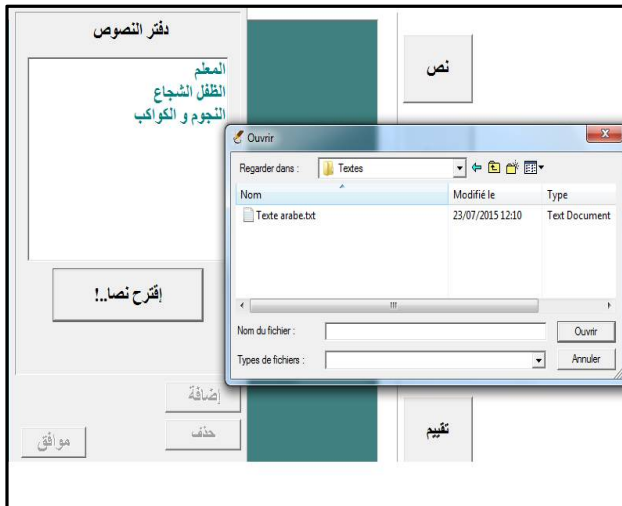 دفتر النصوص
المعلم
الظفل الشجاع
النجوم و الكواكب
إقترح نصا..!
إضافة
حذف
موافق
نص
تقييم
Ouvrir
Regarder dans :
Textes
Nom
Modifié le
Type
Texte arabe.txt
23/07/2015 12:10
Text Document
Nom du fichier :
Ouvrir
Types de fichiers :
Annuler